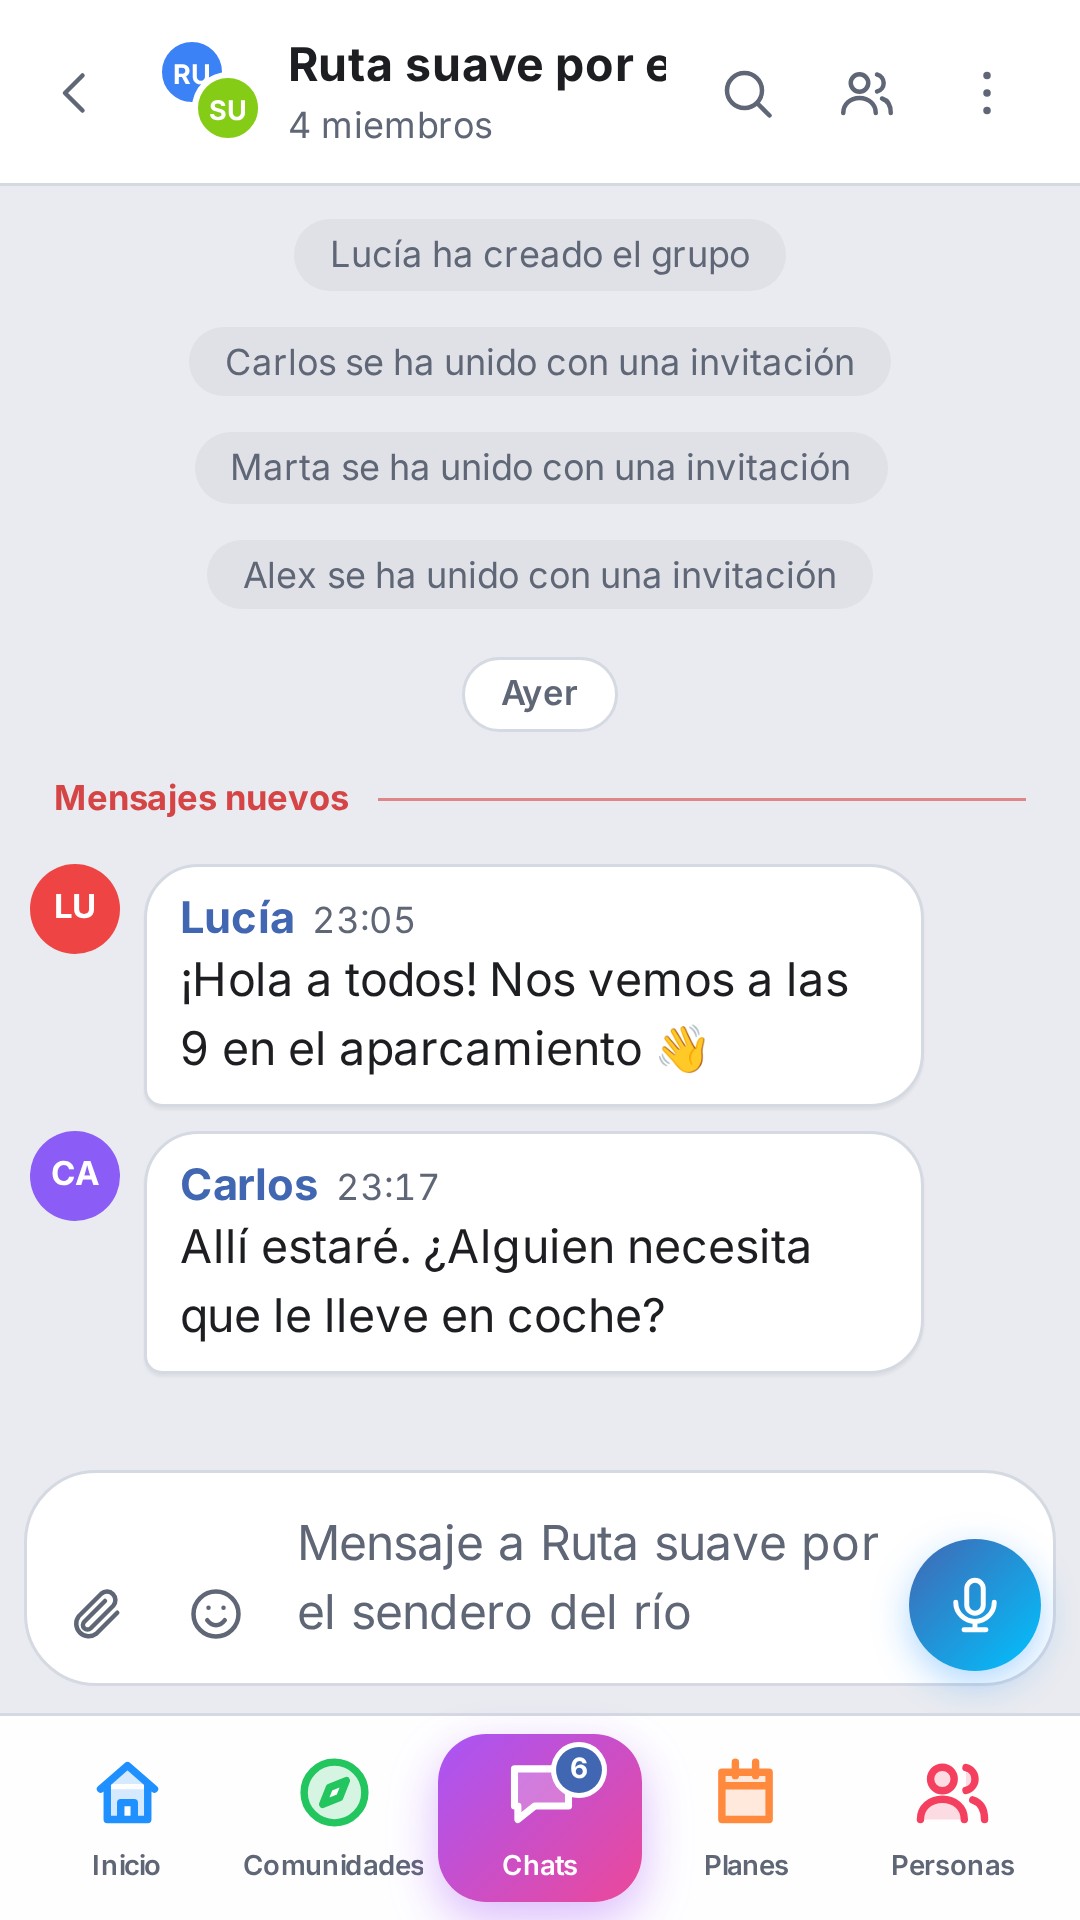 RU
SU
Ruta suave por e
4 miembros
Lucía ha creado el grupo
Carlos se ha unido con una invitación
Marta se ha unido con una invitación
Alex se ha unido con una invitación
Ayer
Mensajes nuevos
LU
Lucía 23:05
¡Hola a todos! Nos vemos a las
9 en el aparcamiento 👋
CA
Carlos 23:17
Allí estaré. ¿Alguien necesita
que le lleve en coche?
Mensaje a Ruta suave por
el sendero del río
6
Inicio
Comunidades
Chats
Planes
Personas